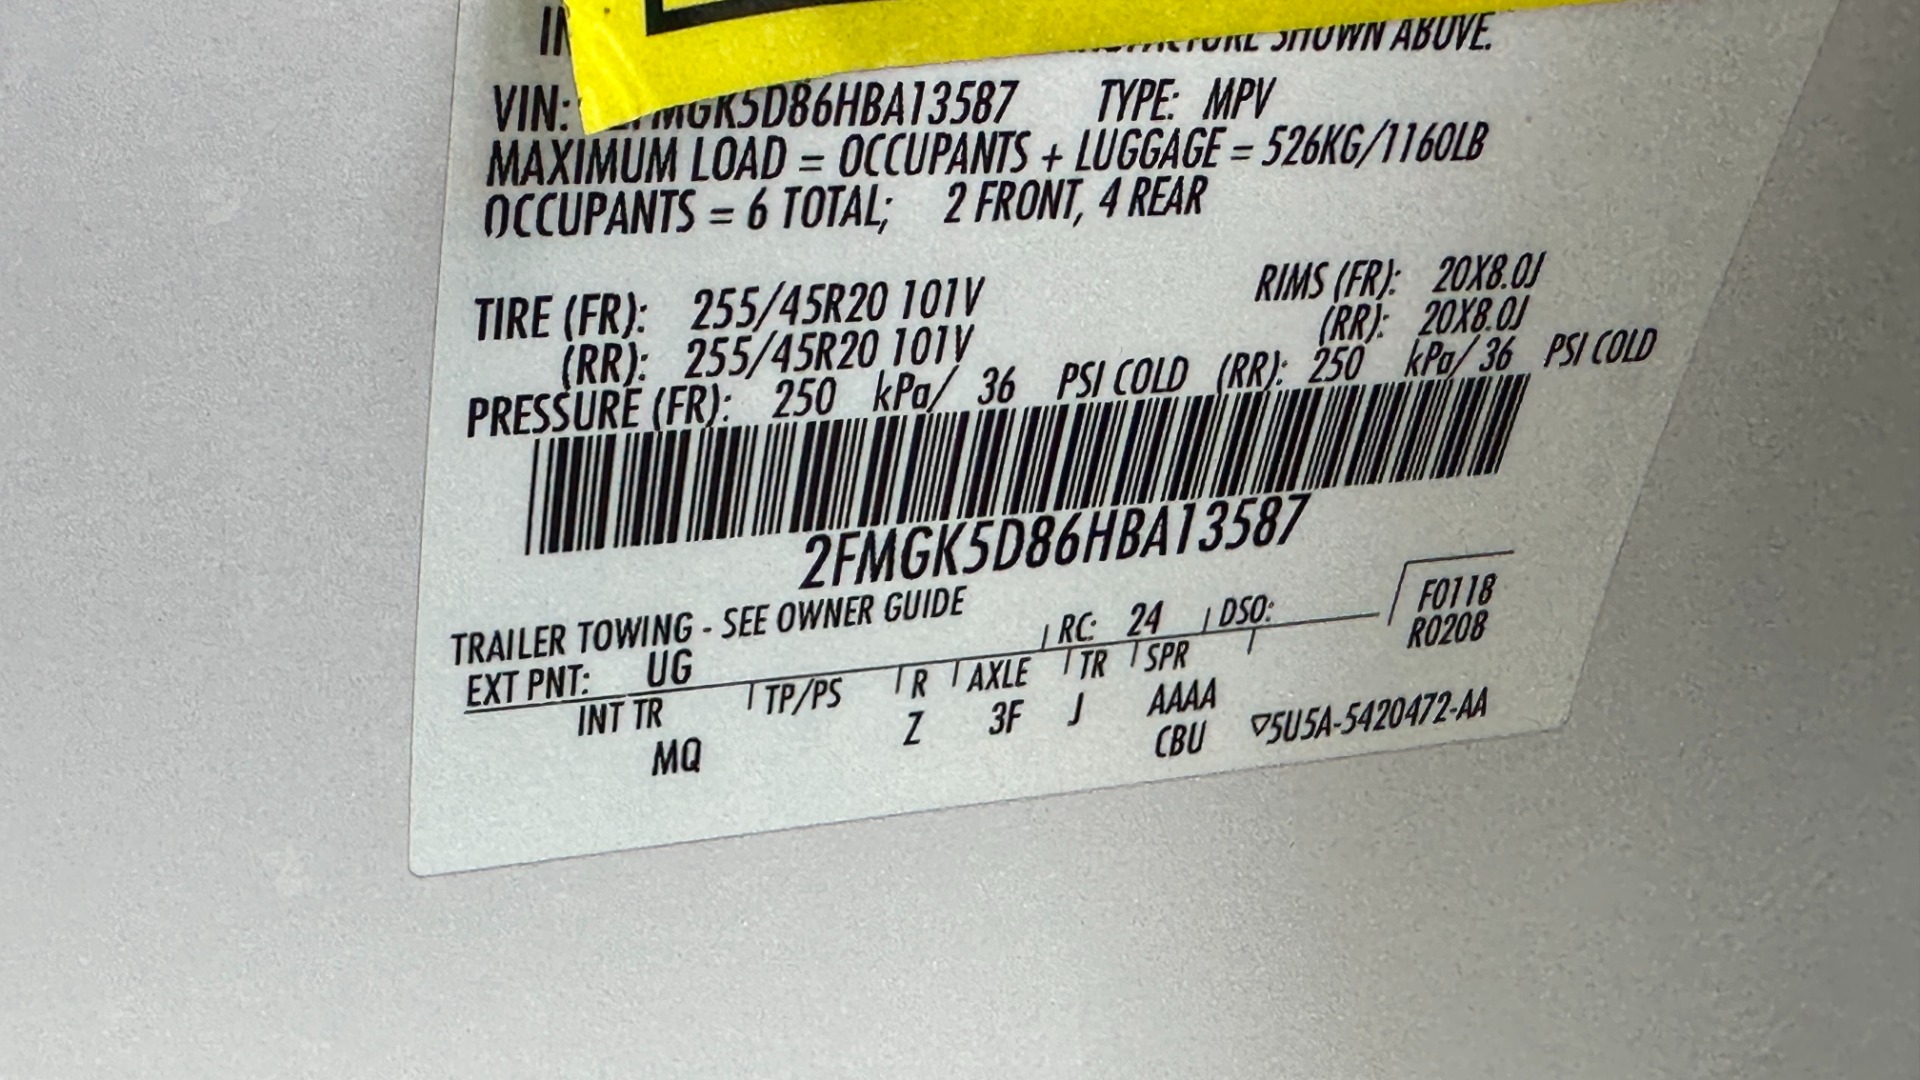 SHOWN ABOVE.
VIN: 2FMGK5D86HBA13587 TYPE: MPV
MAXIMUM LOAD = OCCUPANTS + LUGGAGE = 526KG/1160LB
OCCUPANTS = 6 TOTAL; 2 FRONT, 4 REAR
TIRE (FR): 255/45R20 101V RIMS (FR): 20X8.0J
(RR): 255/45R20 101V (RR): 20X8.0J
PRESSURE (FR): 250 kPa/ 36 PSI COLD (RR): 250 kPa/ 36 PSI COLD
2FMGK5D86HBA13587
TRAILER TOWING - SEE OWNER GUIDE
EXT PNT: UG RC: 24 DSO: F0118
R0208
INT TR TP/PS R AXLE TR SPR
MQ Z 3F J AAAA
CBU ▽5U5A-5420472-AA